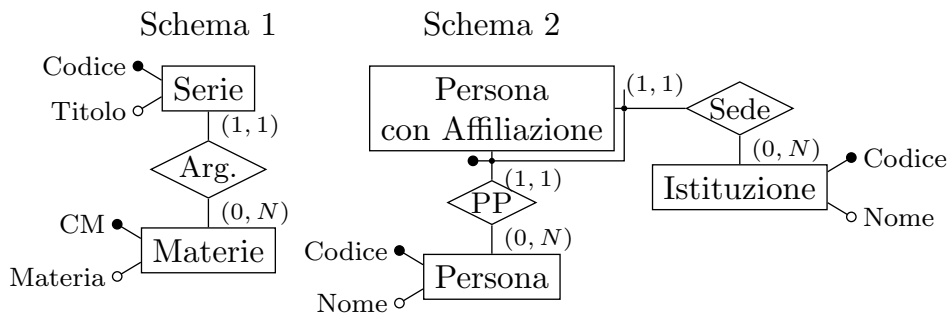 Schema 1
Codice
Serie
Titolo
(1, 1)
Arg.
(0, N)
CM
Materie
Materia
Schema 2
Persona
con Affiliazione
(1, 1)
Sede
(0, N)
Codice
Istituzione
Nome
(1, 1)
PP
(0, N)
Codice
Persona
Nome